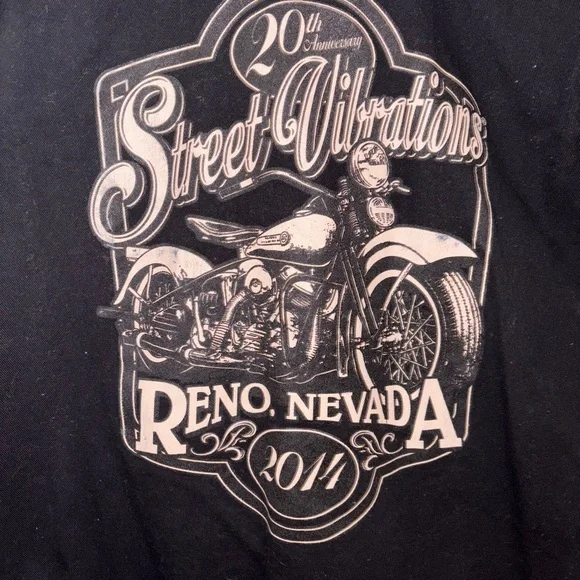 20th
Anniversary
Street Vibrations
RENO, NEVADA
2014